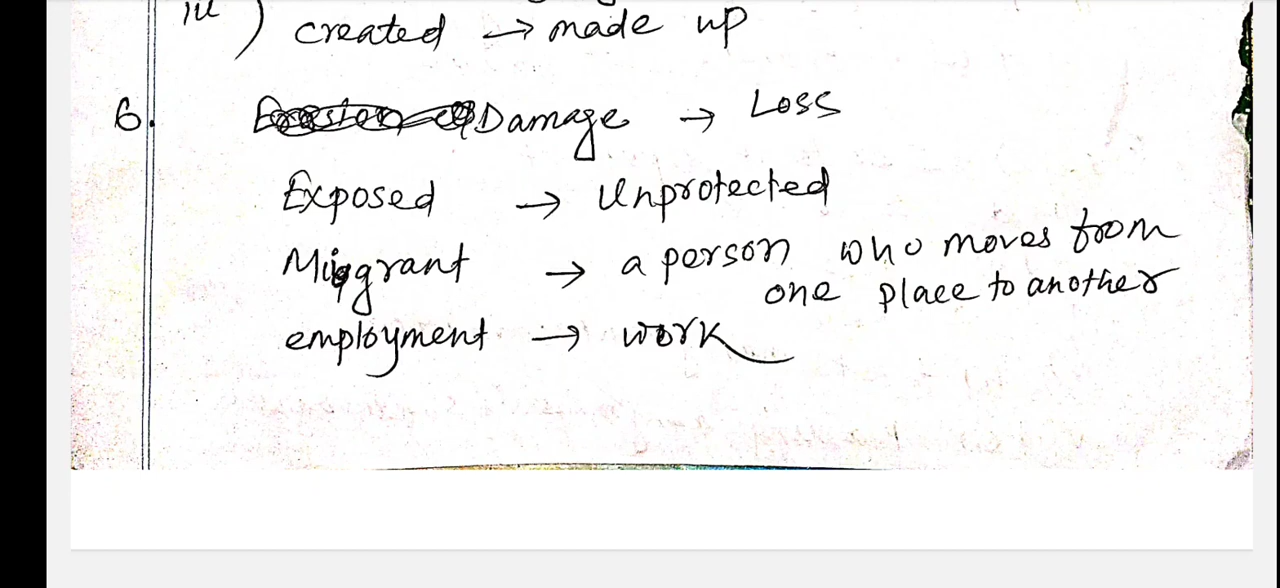 iii) created → made up
6. Damage → Loss
Exposed → Unprotected
Migrant → a person who moves from
one place to another
employment → work